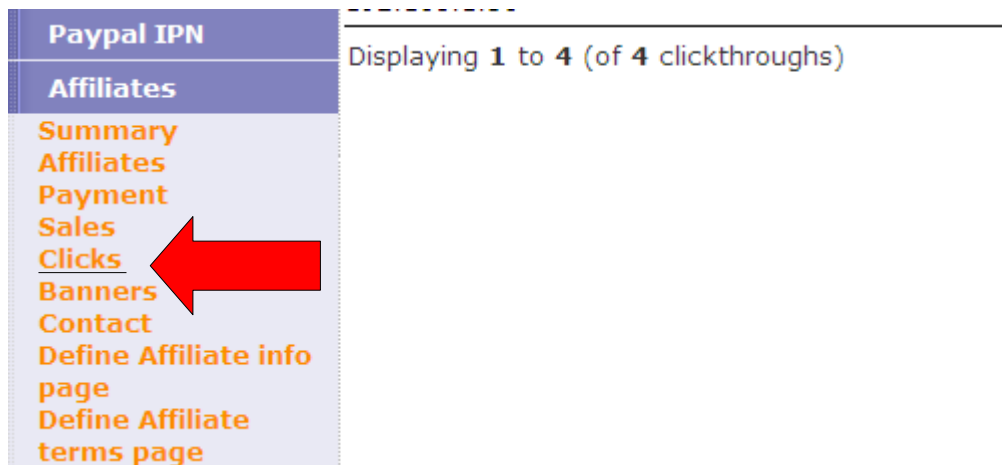 Paypal IPN
Displaying 1 to 4 (of 4 clickthroughs)
Affiliates
Summary
Affiliates
Payment
Sales
Clicks
Banners
Contact
Define Affiliate info
page
Define Affiliate
terms page